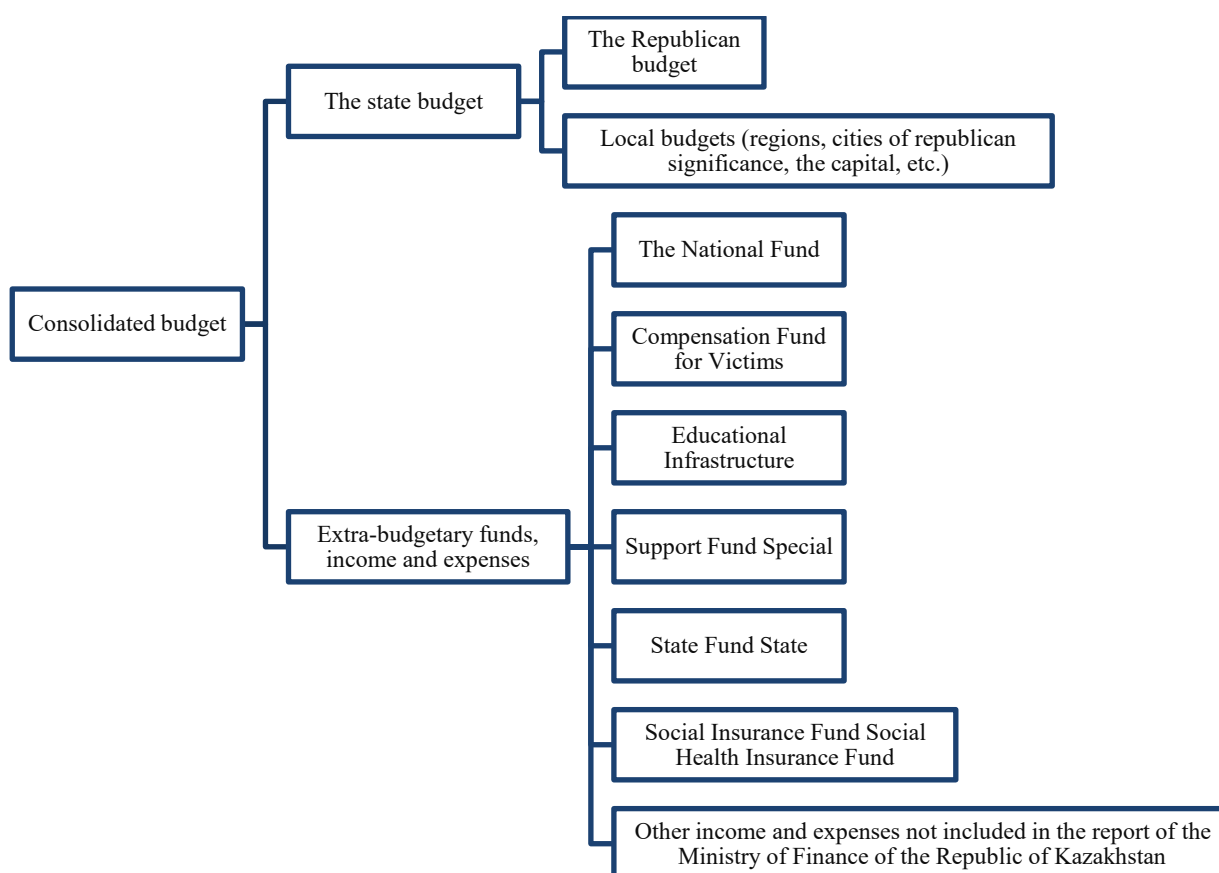 The Republican
budget
The state budget
Local budgets (regions, cities of republican
significance, the capital, etc.)
The National Fund
Consolidated budget
Compensation Fund
for Victims
Educational
Infrastructure
Extra-budgetary funds,
income and expenses
Support Fund Special
State Fund State
Social Insurance Fund Social
Health Insurance Fund
Other income and expenses not included in the report of the
Ministry of Finance of the Republic of Kazakhstan